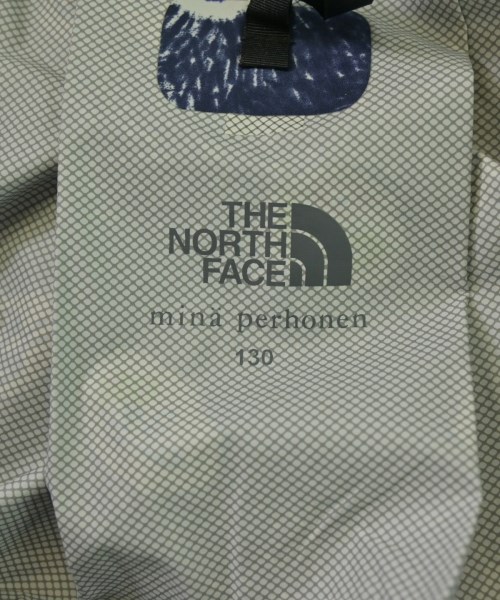 THE
NORTH
FACE
mina perhonen
130